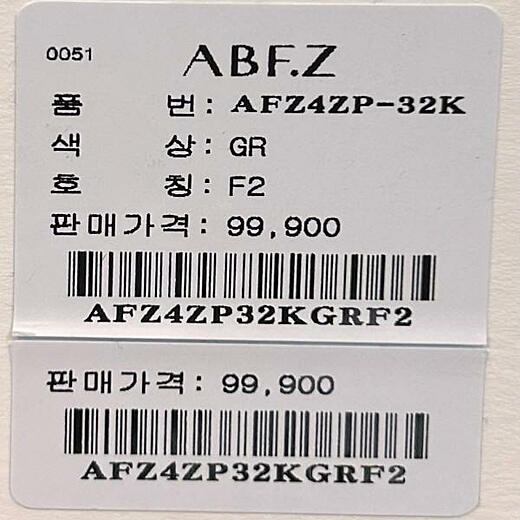 0051 ABF.Z
품 번: AFZ4ZP-32K
색 상: GR
호 칭: F2
판매가격: 99,900
AFZ4ZP32KGRF2
판매가격: 99,900
AFZ4ZP32KGRF2